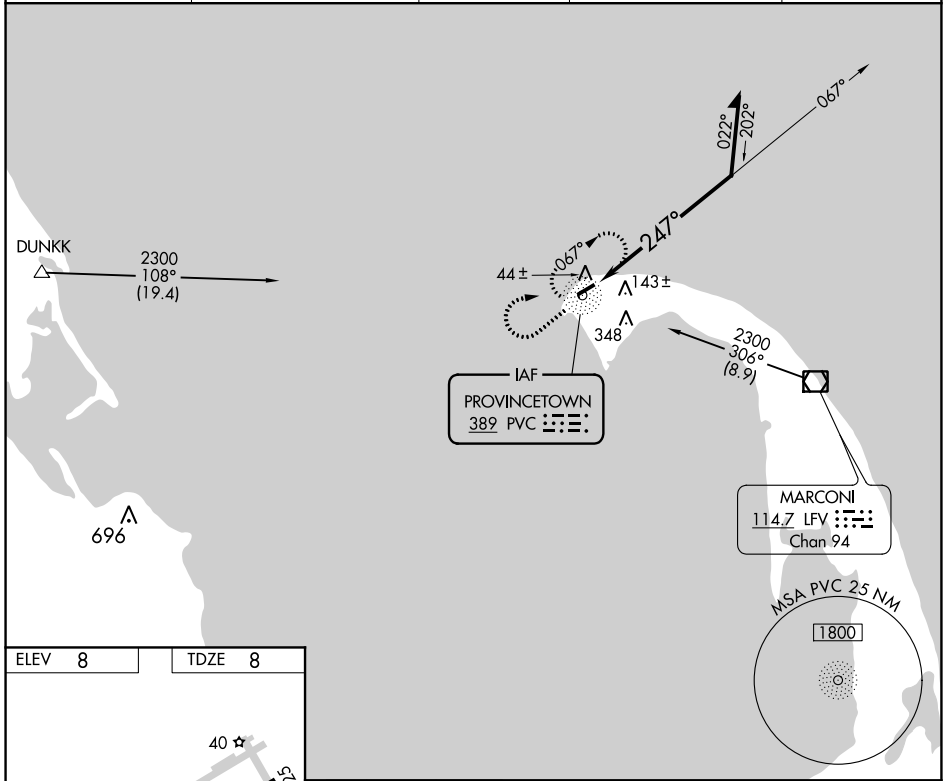 067°
022°
202°
247°
067°
DUNKK
2300
108°
(19.4)
44±
143±
348
2300
306°
(8.9)
IAF
PROVINCETOWN
389 PVC
MARCONI
114.7 LFV
Chan 94
696
MSA PVC 25 NM
1800
ELEV 8
TDZE 8
40
25